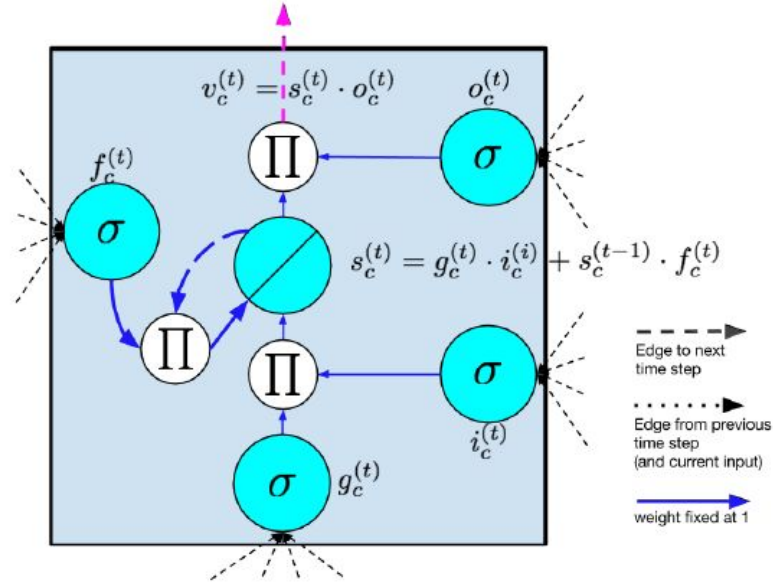 v_c^{(t)} = s_c^{(t)} · o_c^{(t)}
o_c^{(t)}
∏
σ
f_c^{(t)}
σ
s_c^{(t)} = g_c^{(t)} · i_c^{(i)} + s_c^{(t-1)} · f_c^{(t)}
∏
∏
σ
i_c^{(t)}
σ
g_c^{(t)}
Edge to next
time step
Edge from previous
time step
(and current input)
weight fixed at 1